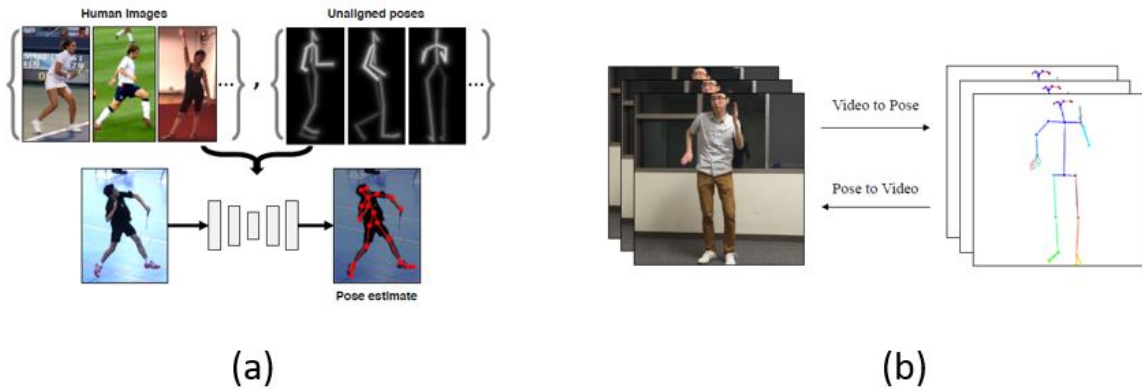 Human Images
Unaligned poses
...
,
...
Video to Pose
Pose to Video
Pose estimate
(a)
(b)